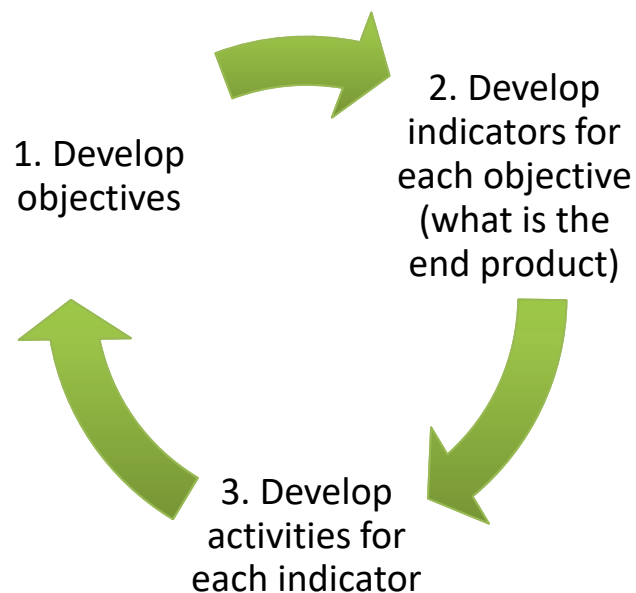 1. Develop
objectives
2. Develop
indicators for
each objective
(what is the
end product)
3. Develop
activities for
each indicator